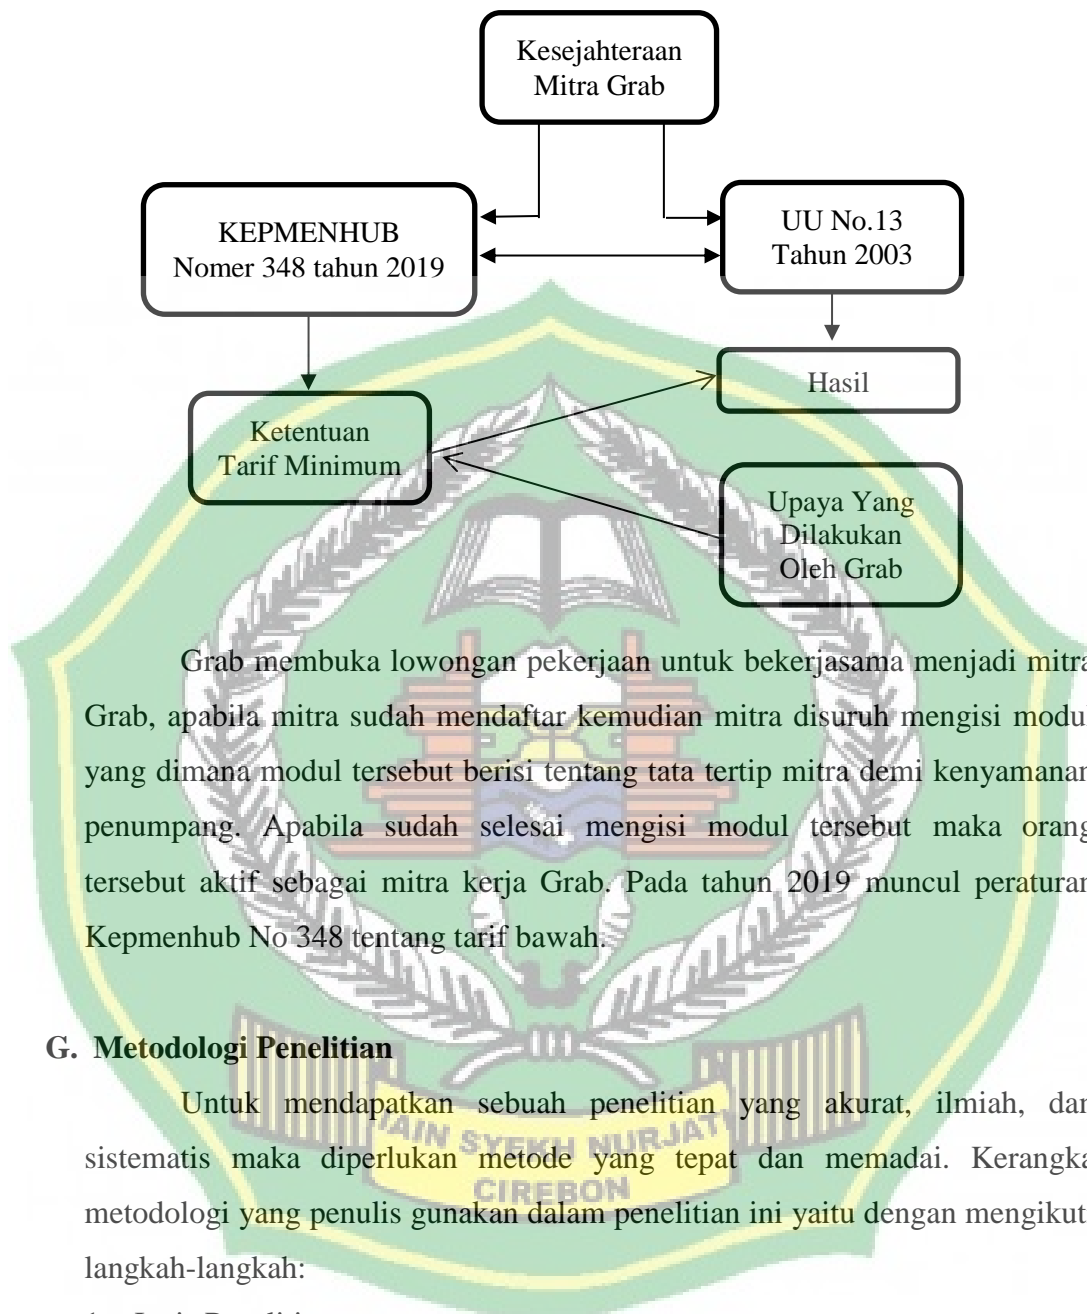 Kesejahteraan
Mitra Grab
KEPMENHUB
Nomer 348 tahun 2019
UU No.13
Tahun 2003
Ketentuan
Tarif Minimum
Hasil
Upaya Yang
Dilakukan
Oleh Grab
Grab membuka lowongan pekerjaan untuk bekerjasama menjadi mitra
Grab, apabila mitra sudah mendaftar kemudian mitra disuruh mengisi modul
yang dimana modul tersebut berisi tentang tata tertip mitra demi kenyamanan
penumpang. Apabila sudah selesai mengisi modul tersebut maka orang
tersebut aktif sebagai mitra kerja Grab. Pada tahun 2019 muncul peraturan
Kepmenhub No 348 tentang tarif bawah.
G. Metodologi Penelitian
Untuk mendapatkan sebuah penelitian yang akurat, ilmiah, dan
sistematis maka diperlukan metode yang tepat dan memadai. Kerangka
metodologi yang penulis gunakan dalam penelitian ini yaitu dengan mengikut
langkah-langkah:
IAIN SYEKH NURJATI
CIREBON